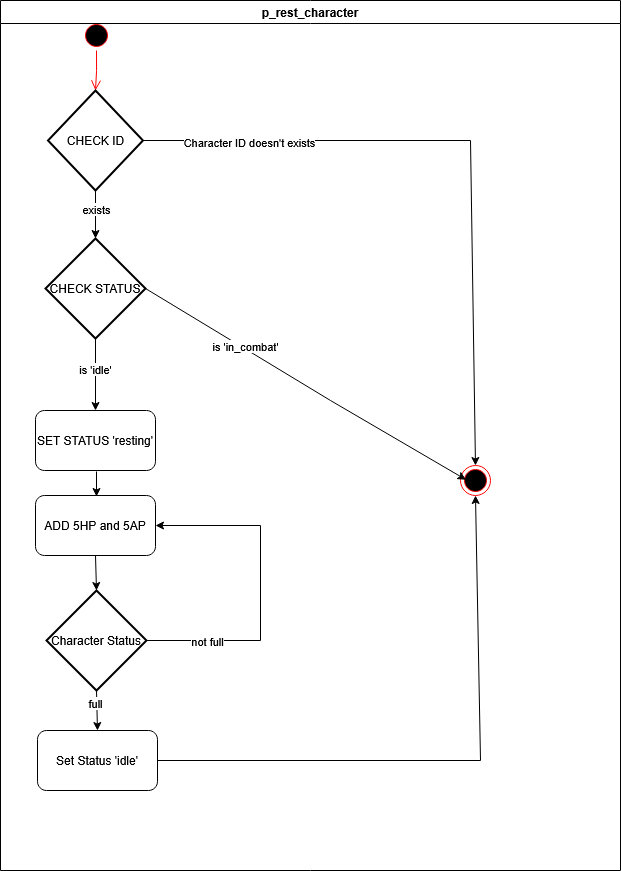 p_rest_character
CHECK ID
Character ID doesn't exists
exists
CHECK STATUS
is 'in_combat'
is 'idle'
SET STATUS 'resting'
ADD 5HP and 5AP
Character Status
not full
full
Set Status 'idle'